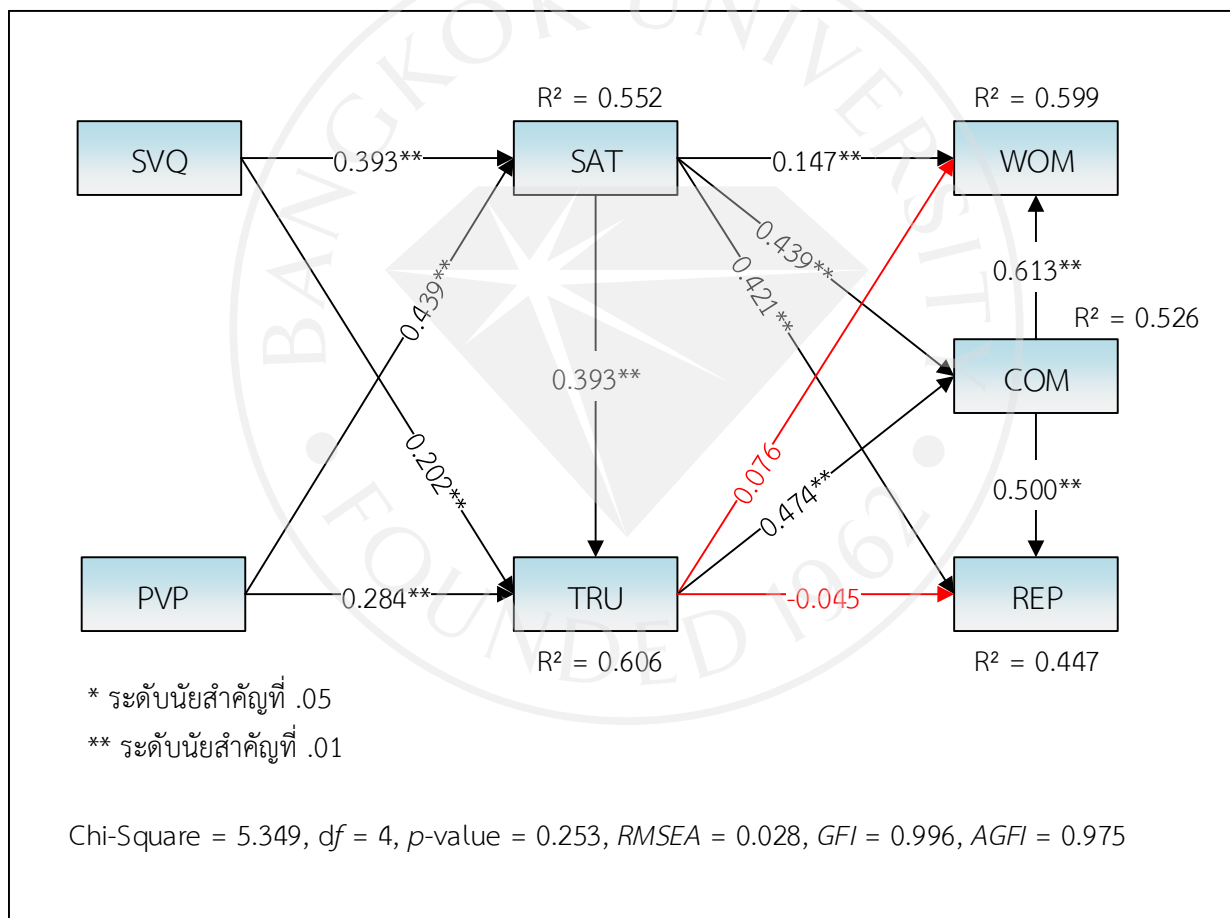 BANGKOK UNIVERSITY
R² = 0.552
R² = 0.599
SVQ
0.393**
SAT
0.147**
WOM
0.439**
0.439**
0.421**
0.613**
R² = 0.526
0.393**
COM
0.202**
0.076
0.474**
0.500**
PVP
0.284**
TRU
-0.045
REP
R² = 0.606
R² = 0.447
FOUNDED 1962
* ระดับนัยสำคัญที่ .05
** ระดับนัยสำคัญที่ .01
Chi-Square = 5.349, df = 4, p-value = 0.253, RMSEA = 0.028, GFI = 0.996, AGFI = 0.975